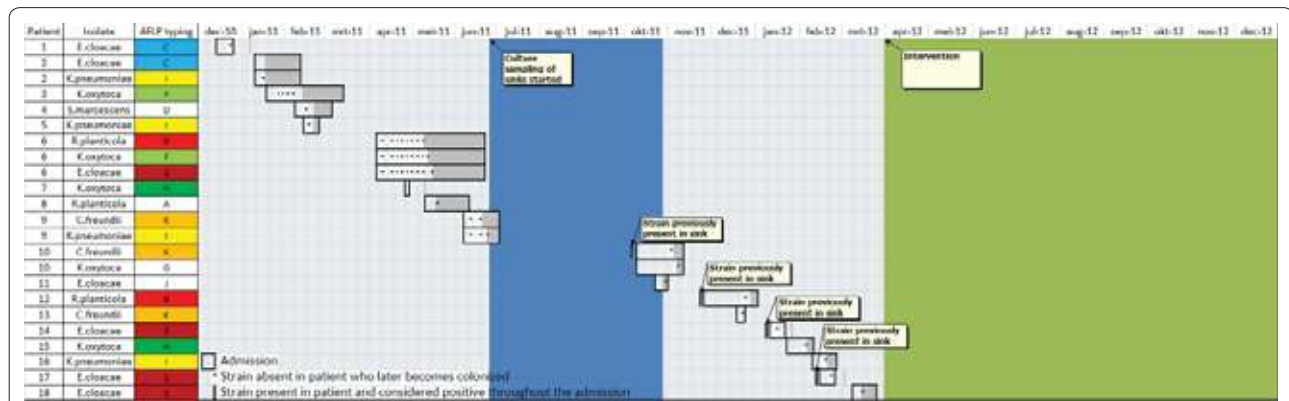 Patient Isolate AFLP typing dec-10 jan-11 feb-11 mrt-11 apr-11 mei-11 jun-11 jul-11 aug-11 sep-11 okt-11 nov-11 dec-11 jan-12 feb-12 mrt-12 apr-12 mei-12 jun-12 jul-12 aug-12 sep-12 okt-12 nov-12 dec-12
1 E.cloacae C
2 E.cloacae C
2 K.pneumoniae I
3 K.oxytoca F
4 S.marcescens D
5 K.pneumoniae I
6 R.planticola
6 K.oxytoca F
6 E.cloacae
7 K.oxytoca
8 R.planticola A
9 C.freundii
9 K.pneumoniae I
10 C.freundii
10 K.oxytoca G
11 E.cloacae J
12 R.planticola
13 C.freundii
14 E.cloacae
15 K.oxytoca
16 K.pneumoniae I
17 E.cloacae
18 E.cloacae
Culture
sampling of
sinks started
Intervention
Strain previously
present in sink
Strain previously
present in sink
Strain previously
present in sink
Strain previously
present in sink
Admission
* Strain absent in patient who later becomes colonized
Strain present in patient and considered positive throughout the admission